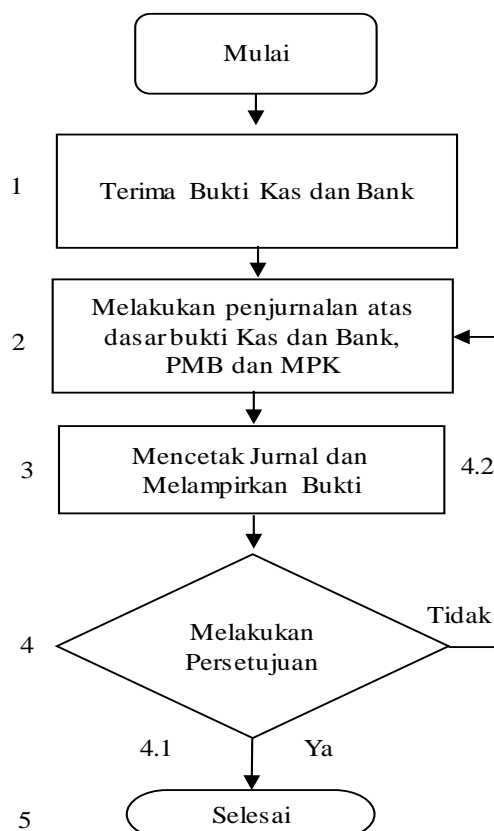 Mulai
1
Terima Bukti Kas dan Bank
2
Melakukan penjurnalan atas
dasar bukti Kas dan Bank,
PMB dan MPK
3
Mencetak Jurnal dan
Melampirkan Bukti
4.2
4
Melakukan
Persetujuan
Tidak
4.1
Ya
5
Selesai